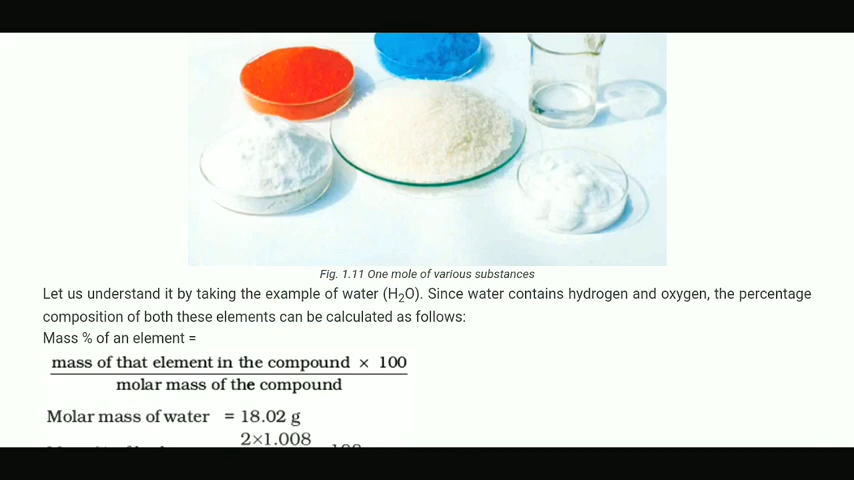 Fig. 1.11 One mole of various substances
Let us understand it by taking the example of water (H₂O). Since water contains hydrogen and oxygen, the percentage
composition of both these elements can be calculated as follows:
Mass % of an element =
mass of that element in the compound × 100
molar mass of the compound
Molar mass of water = 18.02 g
2×1.008